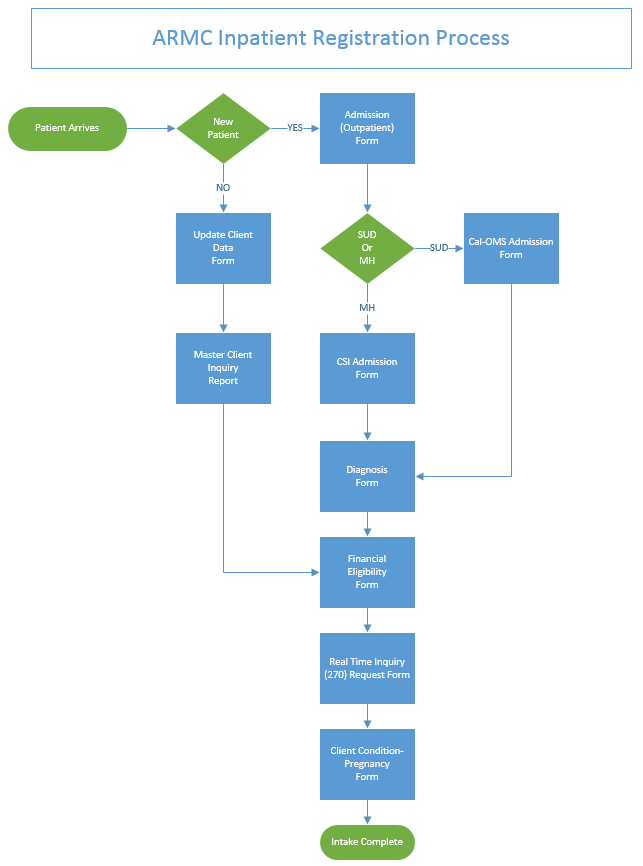 ARMC Inpatient Registration Process
Patient Arrives
New
Patient
YES
Admission
(Outpatient)
Form
NO
Update Client
Data
Form
SUD
Or
MH
SUD
Cal-OMS Admission
Form
MH
Master Client
Inquiry
Report
CSI Admission
Form
Diagnosis
Form
Financial
Eligibility
Form
Real Time Inquiry
(270) Request Form
Client Condition-
Pregnancy
Form
Intake Complete